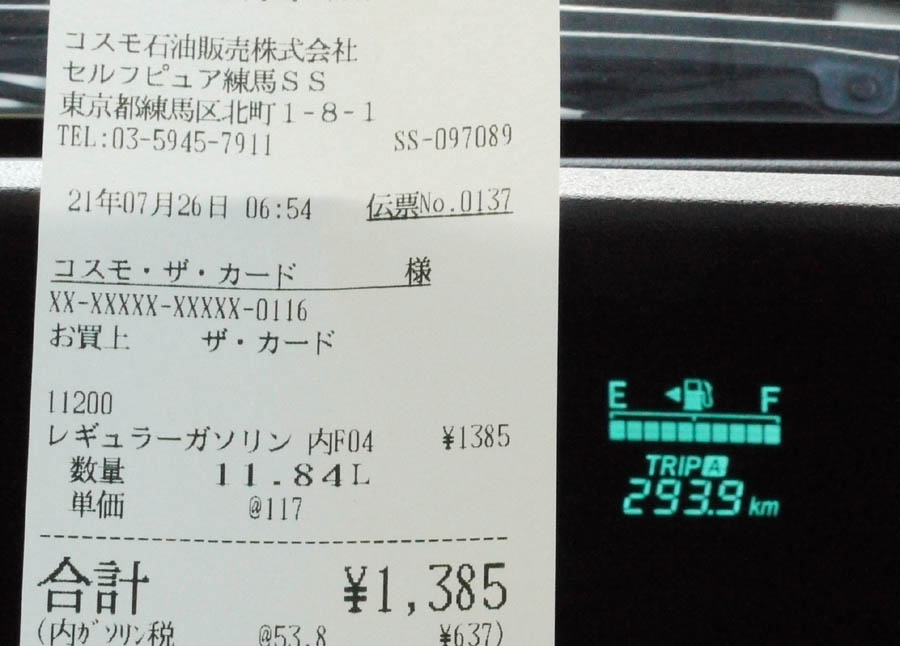 コスモ石油販売株式会社
セルフピュア練馬SS
東京都練馬区北町1-8-1
TEL:03-5945-7911 SS-097089
21年07月26日 06:54 伝票No.0137
コスモ・ザ・カード 様
XX-XXXXX-XXXXX-0116
お買上 ザ・カード
11200
レギュラーガソリン 内F04 ¥1385
数量 11.84L
単価 @117
合計 ¥1,385
(内ガソリン税 @53.8 ¥637)
E F
TRIP A
293.9 km